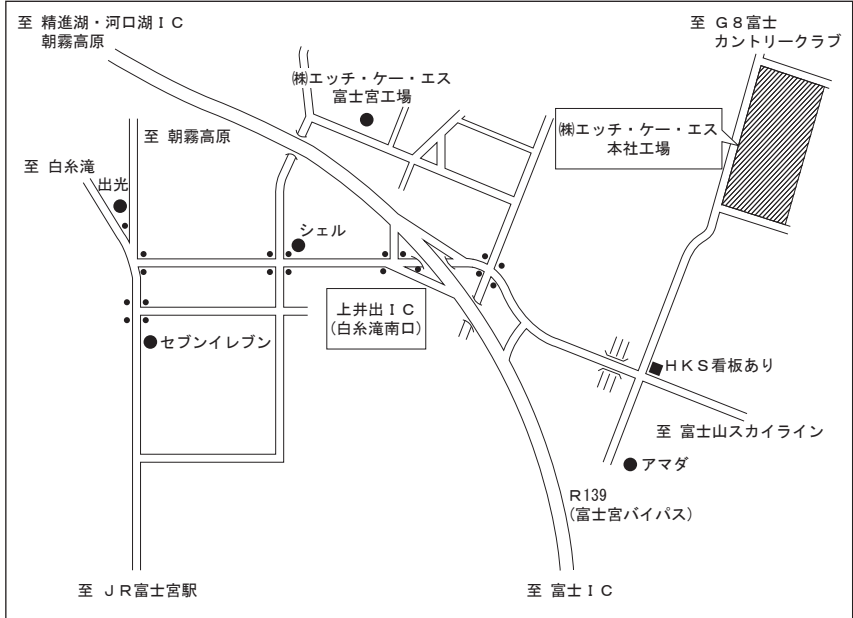 至 精進湖・河口湖ＩＣ
朝霧高原
至 Ｇ８富士
カントリークラブ
㈱エッチ・ケー・エス
富士宮工場
㈱エッチ・ケー・エス
本社工場
至 朝霧高原
至 白糸滝
出光
シェル
上井出ＩＣ
(白糸滝南口)
セブンイレブン
ＨＫＳ看板あり
至 富士山スカイライン
アマダ
Ｒ139
(富士宮バイパス)
至 ＪＲ富士宮駅
至 富士ＩＣ